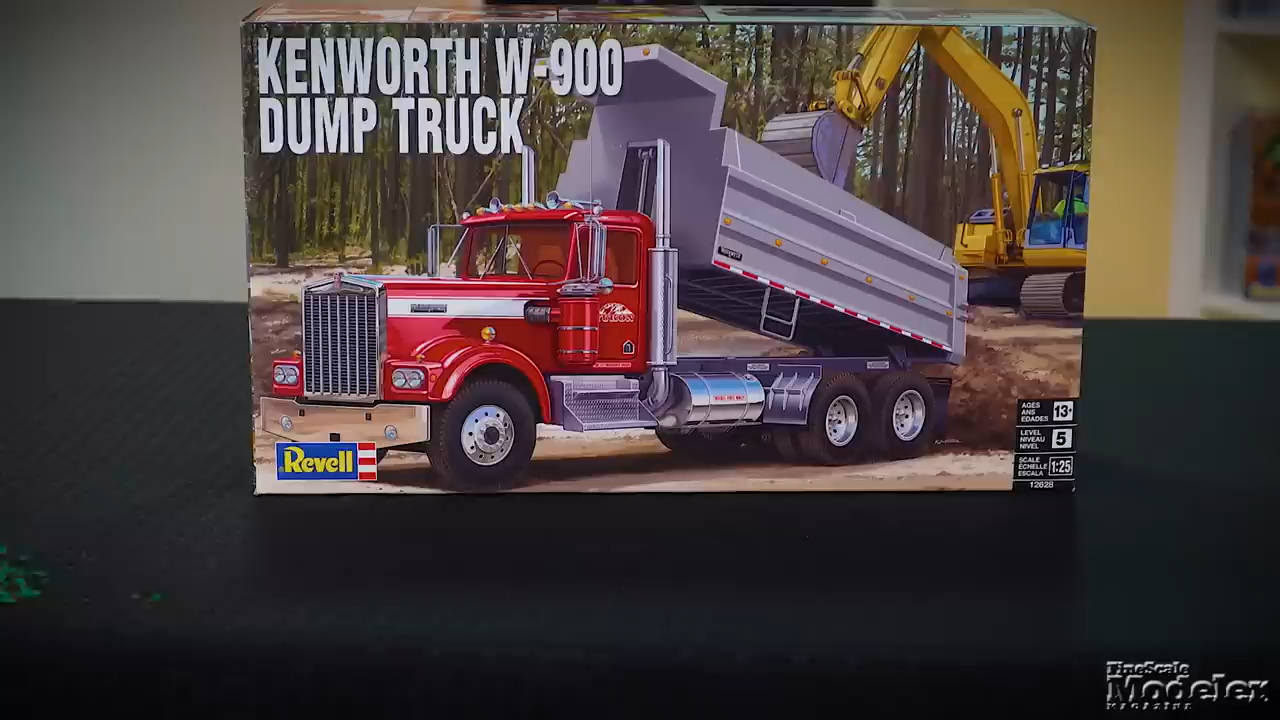 KENWORTH W-900
DUMP TRUCK
Revell
AGES
ANS
EDADES
13+
LEVEL
NIVEAU
NIVEL
5
SCALE
ÉCHELLE
ESCALA
1:25
12628
FineScale
Modeler
MAGAZINE